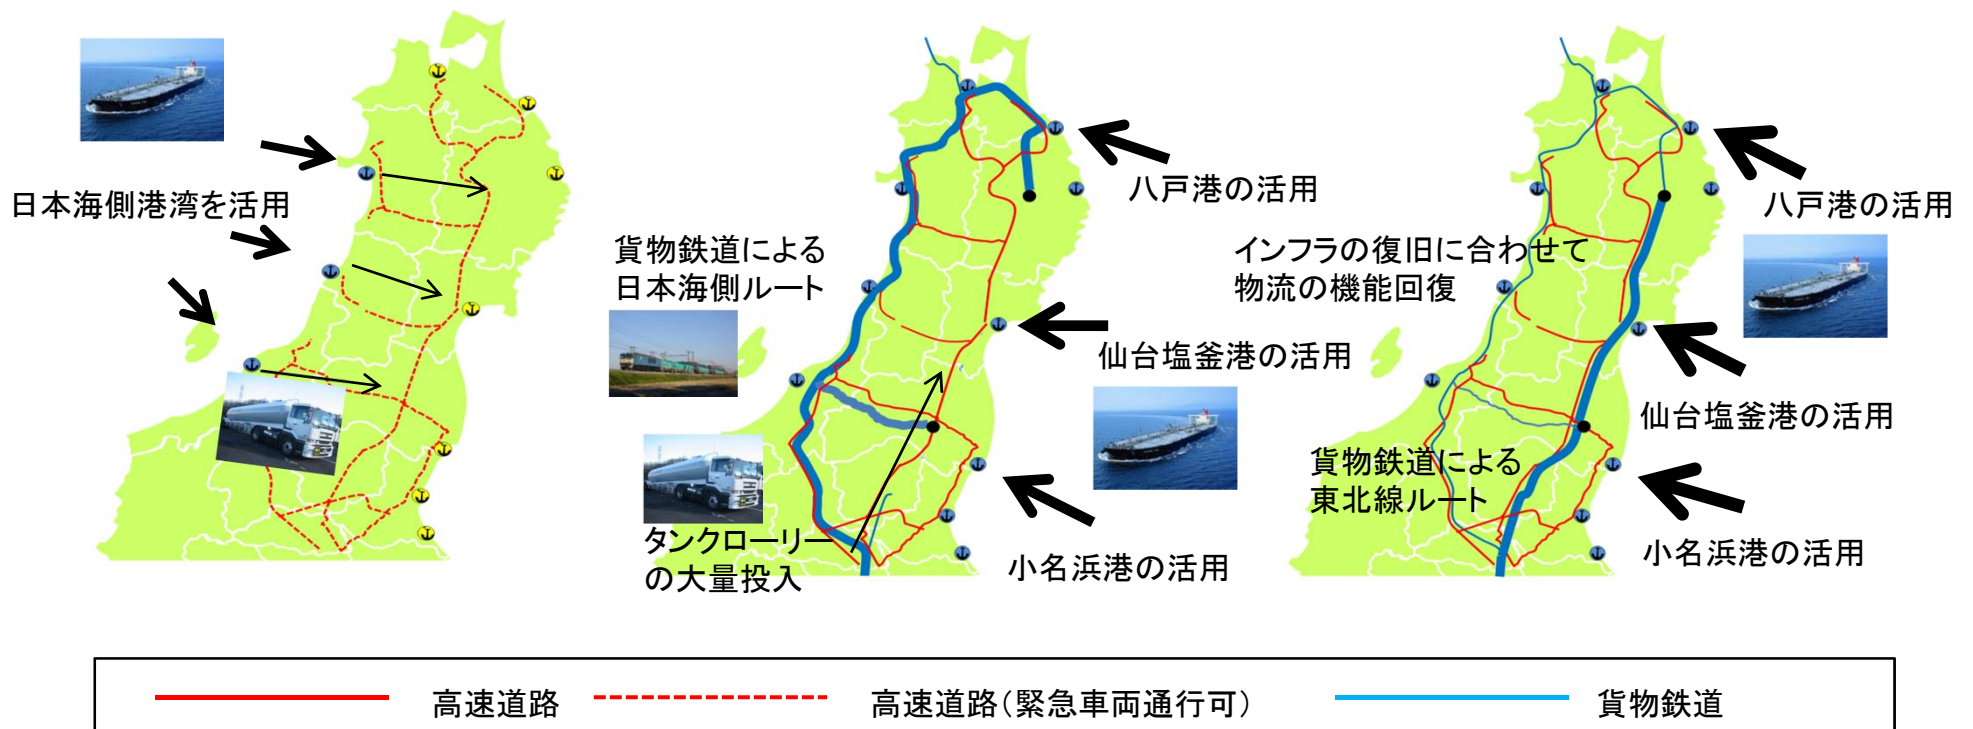 日本海側港湾を活用
貨物鉄道による
日本海側ルート
タンクローリー
の大量投入
八戸港の活用
仙台塩釜港の活用
小名浜港の活用
インフラの復旧に合わせて
物流の機能回復
貨物鉄道による
東北線ルート
八戸港の活用
仙台塩釜港の活用
小名浜港の活用
高速道路
高速道路(緊急車両通行可)
貨物鉄道